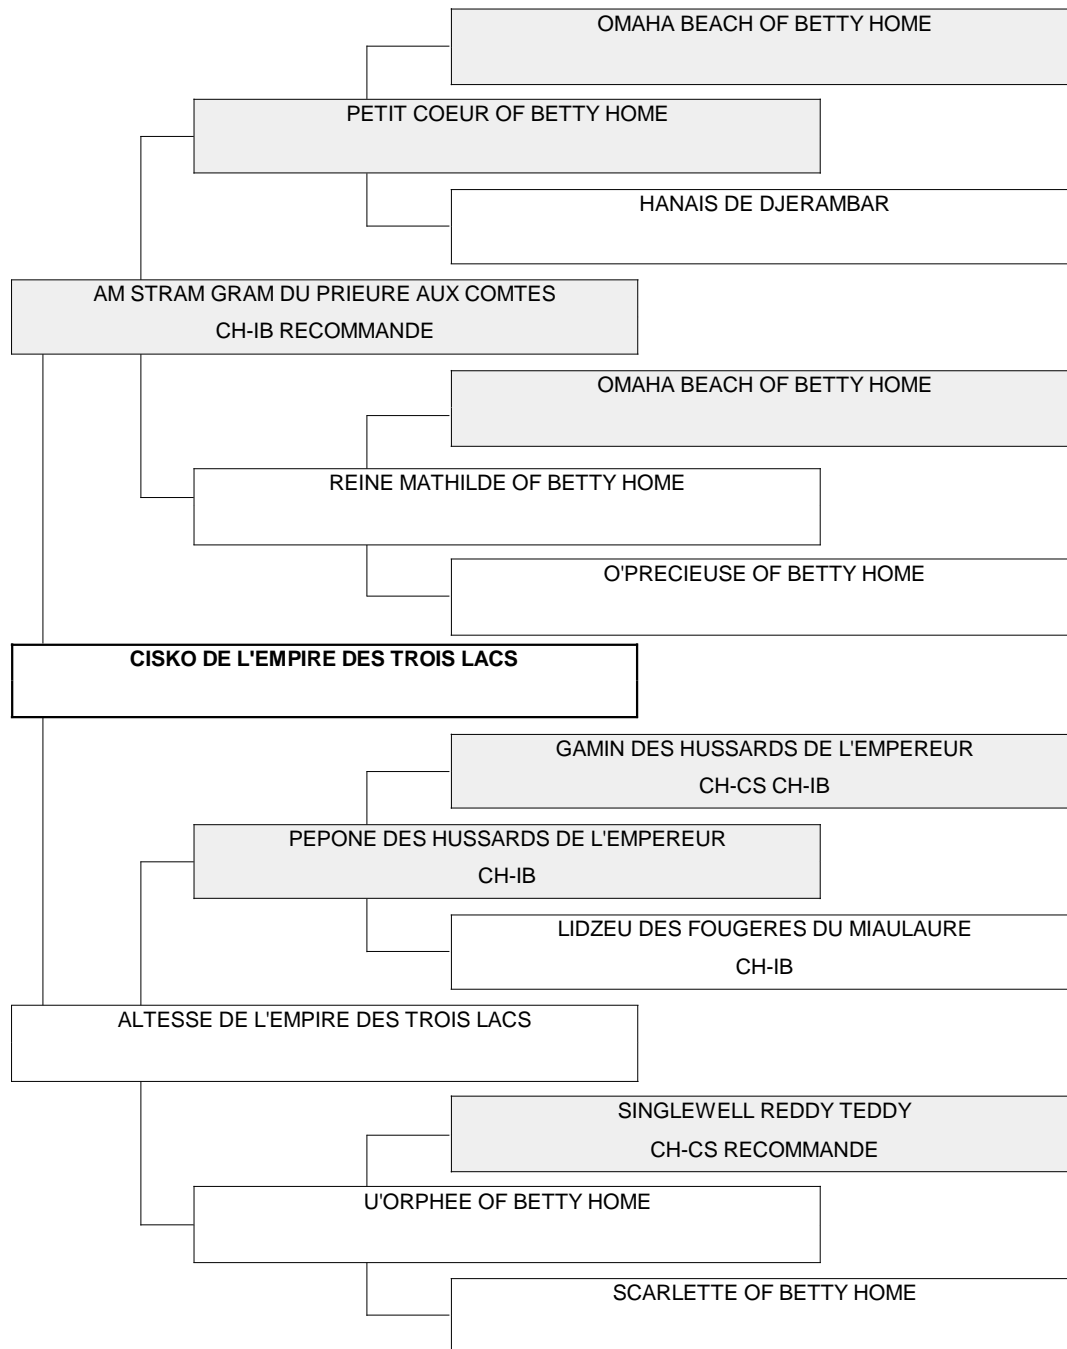 OMAHA BEACH OF BETTY HOME
PETIT COEUR OF BETTY HOME
HANAIS DE DJERAMBAR
AM STRAM GRAM DU PRIEURE AUX COMTES
CH-IB RECOMMANDE
OMAHA BEACH OF BETTY HOME
REINE MATHILDE OF BETTY HOME
O'PRECIEUSE OF BETTY HOME
CISKO DE L'EMPIRE DES TROIS LACS
GAMIN DES HUSSARDS DE L'EMPEREUR
CH-CS CH-IB
PEPONE DES HUSSARDS DE L'EMPEREUR
CH-IB
LIDZEU DES FOUGERES DU MIAULAURE
CH-IB
ALTESSE DE L'EMPIRE DES TROIS LACS
SINGLEWELL REDDY TEDDY
CH-CS RECOMMANDE
U'ORPHEE OF BETTY HOME
SCARLETTE OF BETTY HOME